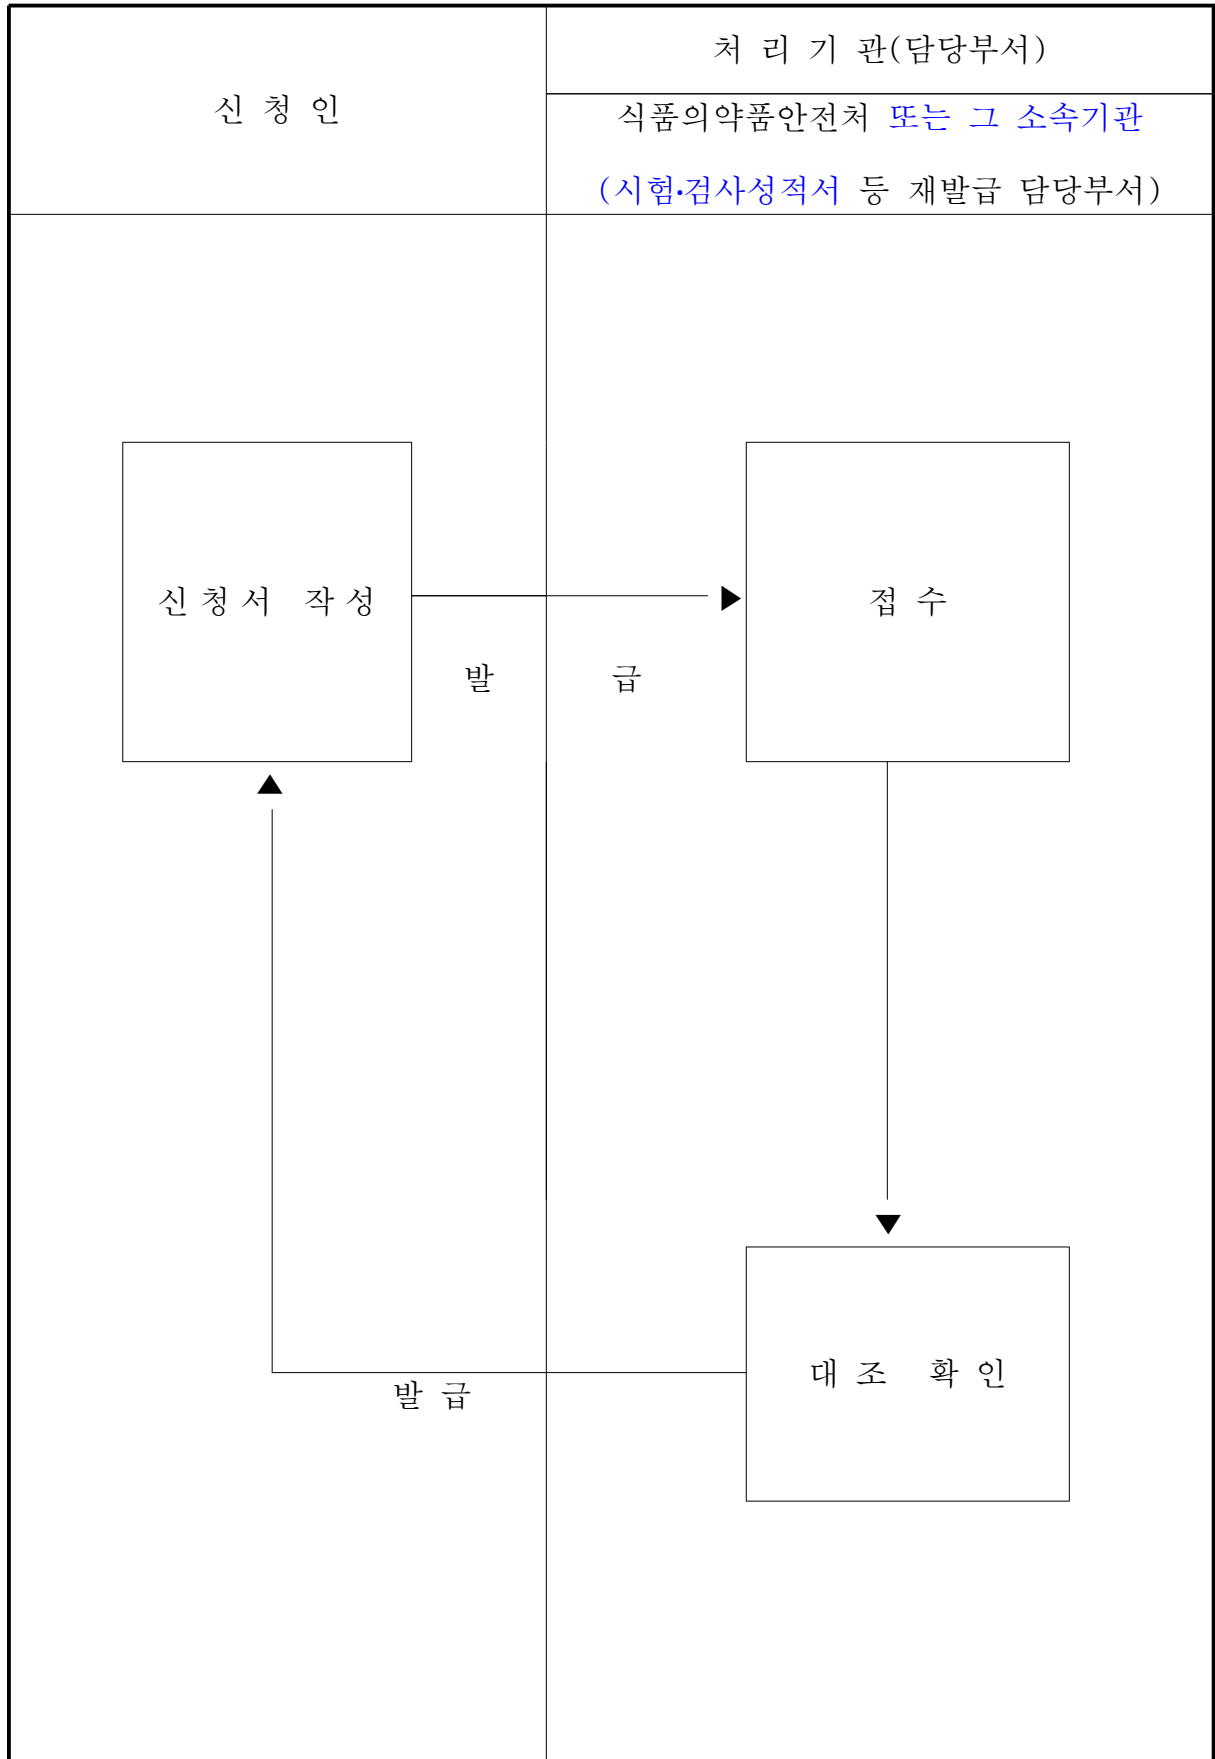 신 청 인
처 리 기 관(담당부서)
식품의약품안전처 또는 그 소속기관
(시험·검사성적서 등 재발급 담당부서)
신 청 서 작 성
접 수
발 급
대 조 확 인
발 급